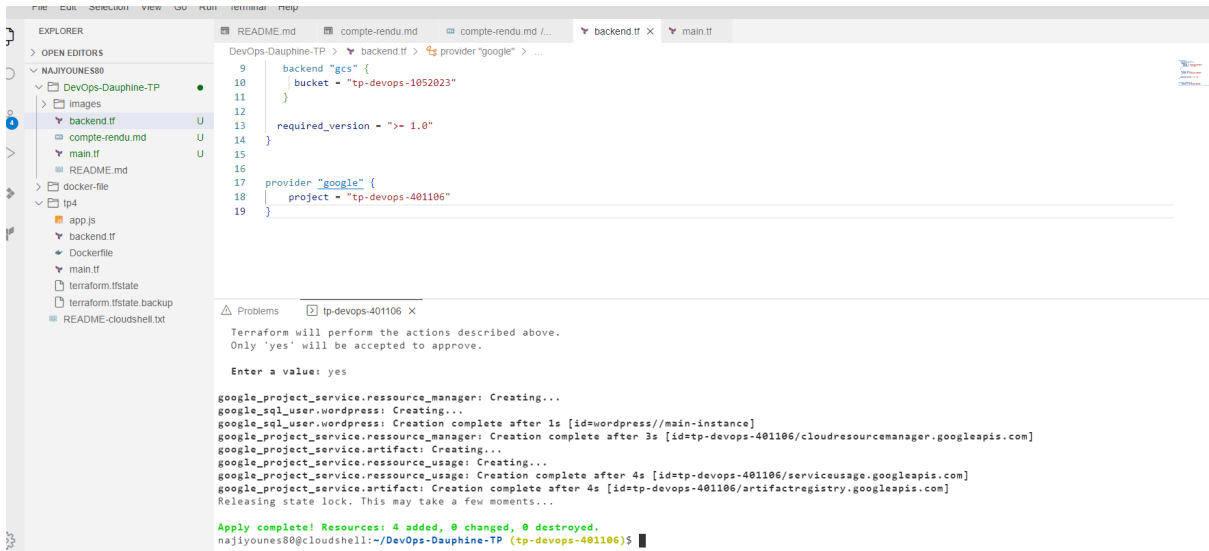 File Edit Selection View Go Run Terminal Help
EXPLORER
> OPEN EDITORS
NAJIYOUNES80
DevOps-Dauphine-TP
images
backend.tf U
compte-rendu.md U
main.tf U
README.md
docker-file
tp4
app.js
backend.tf
Dockerfile
main.tf
terraform.tfstate
terraform.tfstate.backup
README-cloudshell.txt
4
README.md compte-rendu.md compte-rendu.md /... backend.tf × main.tf
DevOps-Dauphine-TP > backend.tf > provider "google" > ...
9 backend "gcs" {
10 bucket = "tp-devops-1052023"
11 }
12
13 required_version = ">= 1.0"
14 }
15
16
17 provider "google" {
18 project = "tp-devops-401106"
19 }
Problems tp-devops-401106 ×
Terraform will perform the actions described above.
Only 'yes' will be accepted to approve.
Enter a value: yes
google_project_service.ressource_manager: Creating...
google_sql_user.wordpress: Creating...
google_sql_user.wordpress: Creation complete after 1s [id=wordpress//main-instance]
google_project_service.ressource_manager: Creation complete after 3s [id=tp-devops-401106/cloudresourcemanager.googleapis.com]
google_project_service.artifact: Creating...
google_project_service.ressource_usage: Creating...
google_project_service.ressource_usage: Creation complete after 4s [id=tp-devops-401106/serviceusage.googleapis.com]
google_project_service.artifact: Creation complete after 4s [id=tp-devops-401106/artifactregistry.googleapis.com]
Releasing state lock. This may take a few moments...
Apply complete! Resources: 4 added, 0 changed, 0 destroyed.
najiyounes80@cloudshell:~/DevOps-Dauphine-TP (tp-devops-401106)$